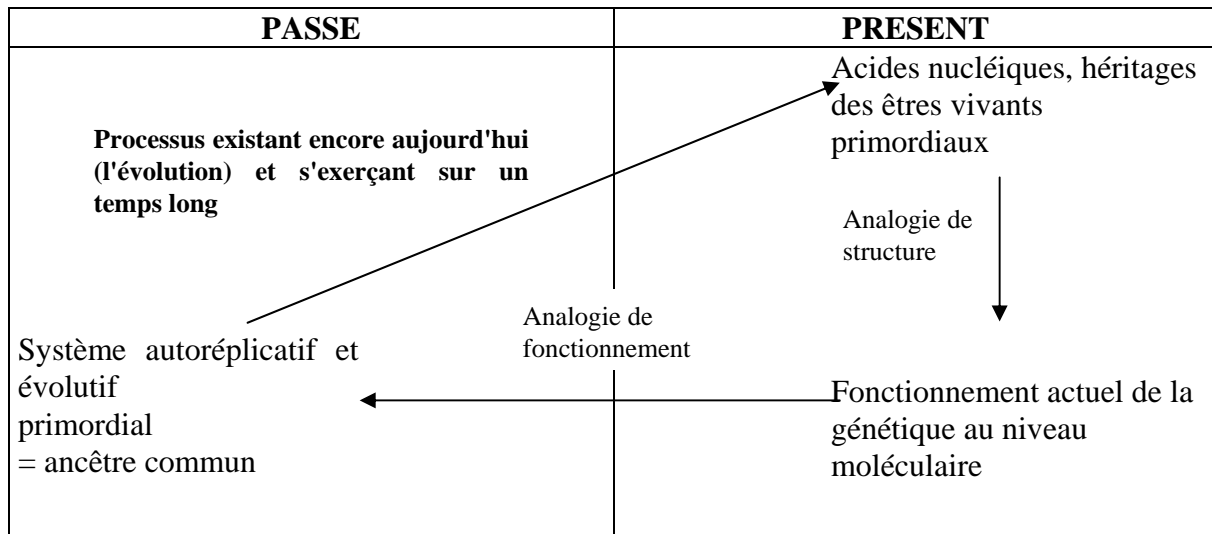 PASSE
PRESENT
Processus existant encore aujourd'hui
(l'évolution) et s'exerçant sur un
temps long
Acides nucléiques, héritages
des êtres vivants
primordiaux
Analogie de
structure
Analogie de
fonctionnement
Système autoréplicatif et
évolutif
primordial
= ancêtre commun
Fonctionnement actuel de la
génétique au niveau
moléculaire